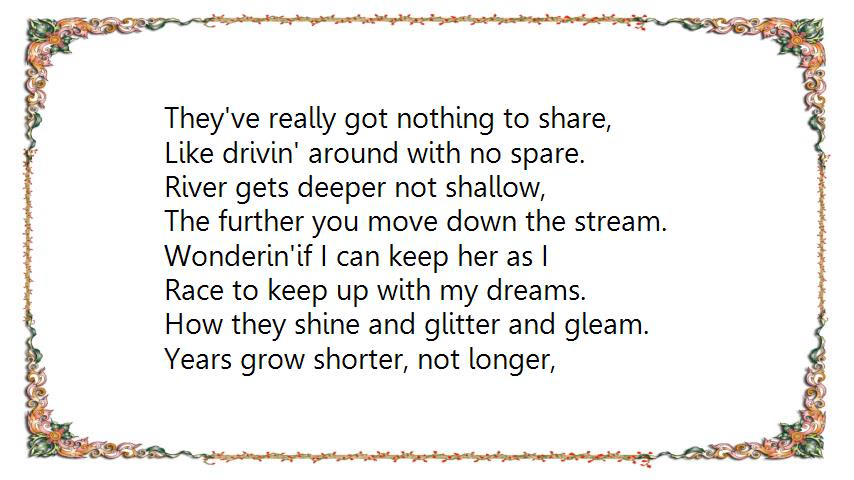 They've really got nothing to share,
Like drivin' around with no spare.
River gets deeper not shallow,
The further you move down the stream.
Wonderin'if I can keep her as I
Race to keep up with my dreams.
How they shine and glitter and gleam.
Years grow shorter, not longer,